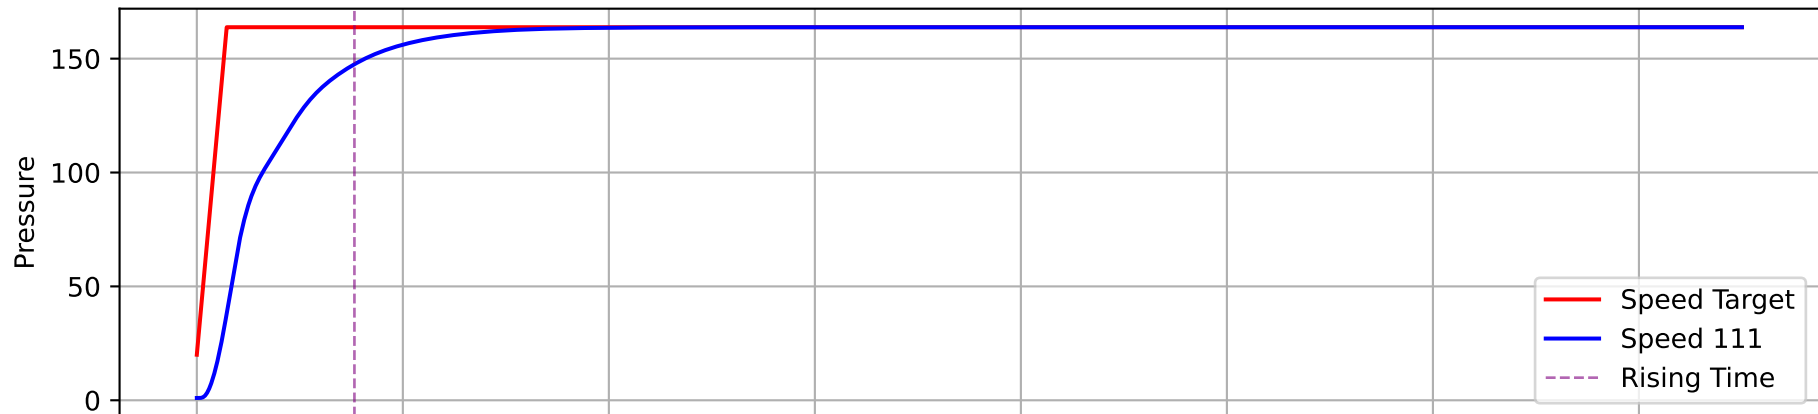 Pressure
150
100
50
0
Speed Target
Speed 111
Rising Time